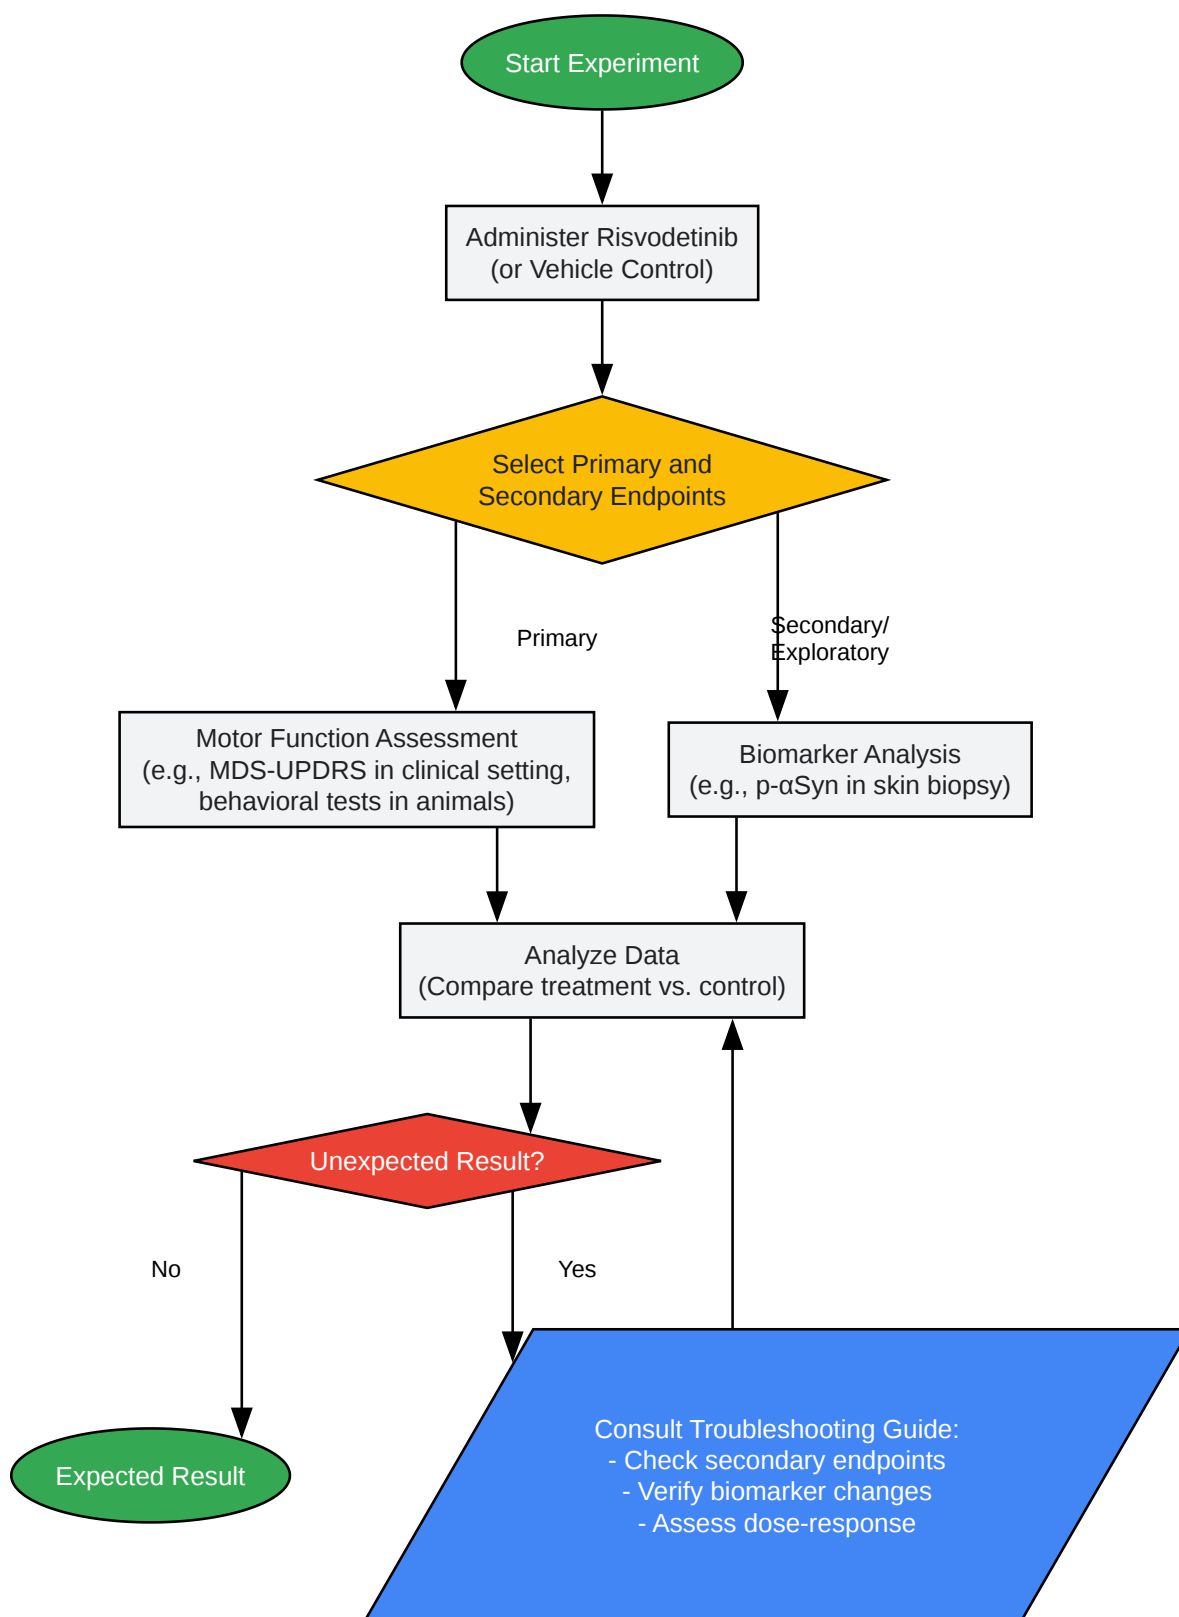 Start Experiment
Administer Risvodetinib
(or Vehicle Control)
Select Primary and
Secondary Endpoints
Primary
Secondary/
Exploratory
Motor Function Assessment
(e.g., MDS-UPDRS in clinical setting,
behavioral tests in animals)
Biomarker Analysis
(e.g., p-αSyn in skin biopsy)
Analyze Data
(Compare treatment vs. control)
Unexpected Result?
No
Yes
Expected Result
Consult Troubleshooting Guide:
- Check secondary endpoints
- Verify biomarker changes
- Assess dose-response